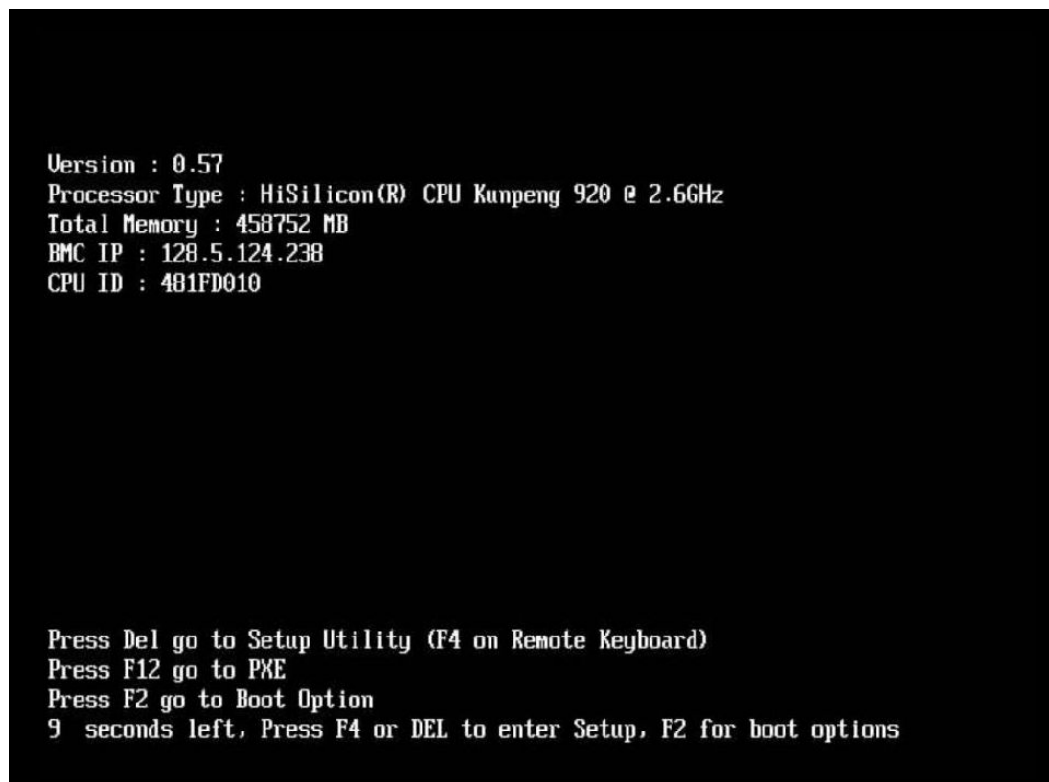 Version : 0.57
Processor Type : HiSilicon(R) CPU Kunpeng 920 @ 2.6GHz
Total Memory : 458752 MB
BMC IP : 128.5.124.238
CPU ID : 481FD010
Press Del go to Setup Utility (F4 on Remote Keyboard)
Press F12 go to PXE
Press F2 go to Boot Option
9 seconds left, Press F4 or DEL to enter Setup, F2 for boot options